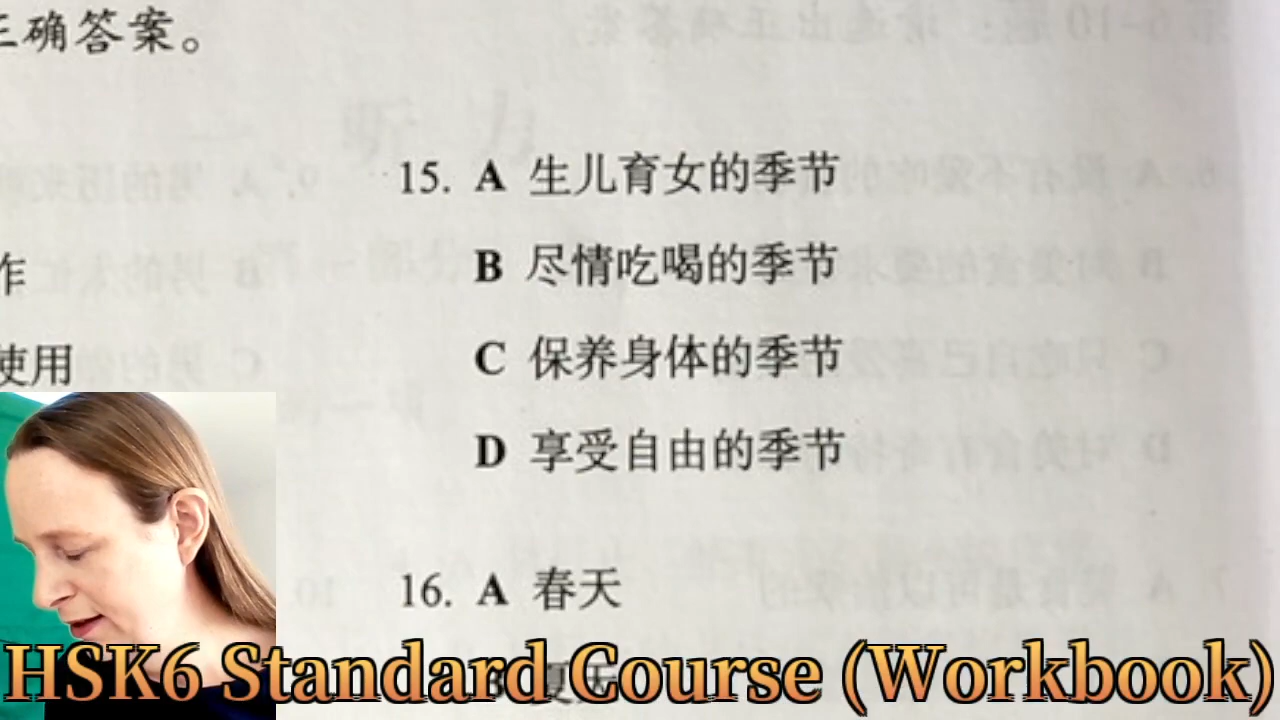 正确答案。
作
使用
15. A 生儿育女的季节
B 尽情吃喝的季节
C 保养身体的季节
D 享受自由的季节
16. A 春天
B 夏天
HSK6 Standard Course (Workbook)